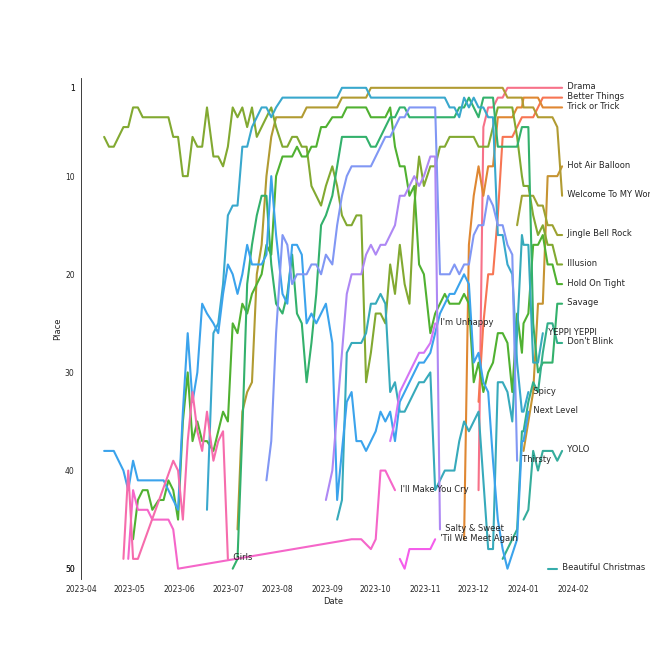 1
Drama
Better Things
Trick or Trick
10
Hot Air Balloon
Welcome To MY Wor
Jingle Bell Rock
Illusion
20
Hold On Tight
Savage
I'm Unhappy
YEPPI YEPPI
Don't Blink
30
Spicy
Next Level
YOLO
40
Thirsty
I'll Make You Cry
Salty & Sweet
'Til We Meet Again
Girls
50
Beautiful Christmas
Place
2023-04 2023-05 2023-06 2023-07 2023-08 2023-09 2023-10 2023-11 2023-12 2024-01 2024-02
Date